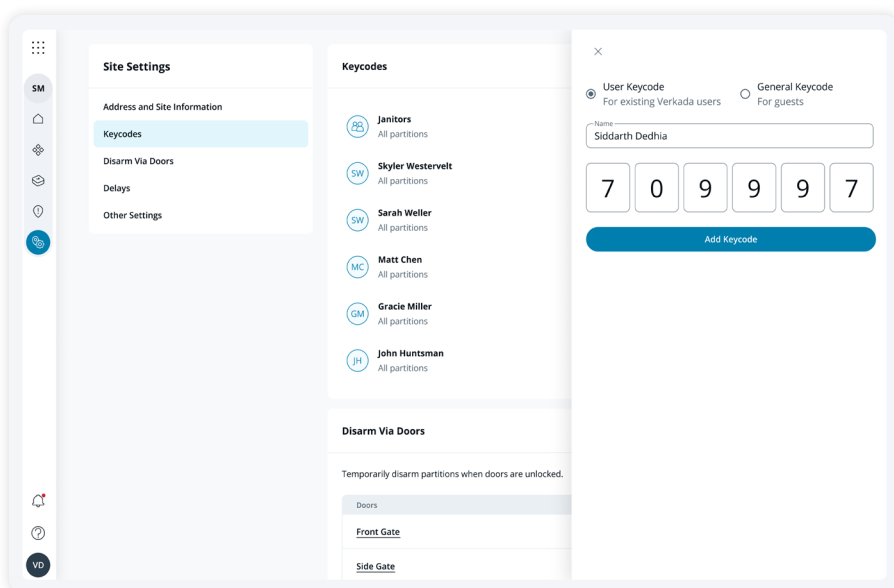 SM
VD
Site Settings
Address and Site Information
Keycodes
Disarm Via Doors
Delays
Other Settings
Keycodes
Janitors
All partitions
SW
Skyler Westervelt
All partitions
SW
Sarah Weller
All partitions
MC
Matt Chen
All partitions
GM
Gracie Miller
All partitions
JH
John Huntsman
All partitions
Disarm Via Doors
Temporarily disarm partitions when doors are unlocked.
Doors
Front Gate
Side Gate
User Keycode
For existing Verkada users
General Keycode
For guests
Name
Siddarth Dedhia
7 0 9 9 9 7
Add Keycode